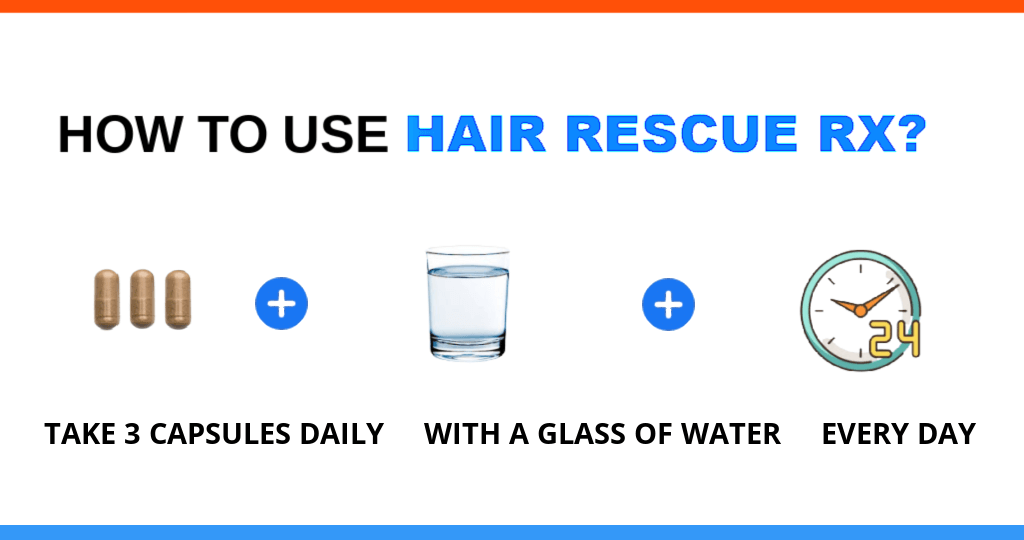 HOW TO USE HAIR RESCUE RX?
24
TAKE 3 CAPSULES DAILY
WITH A GLASS OF WATER
EVERY DAY